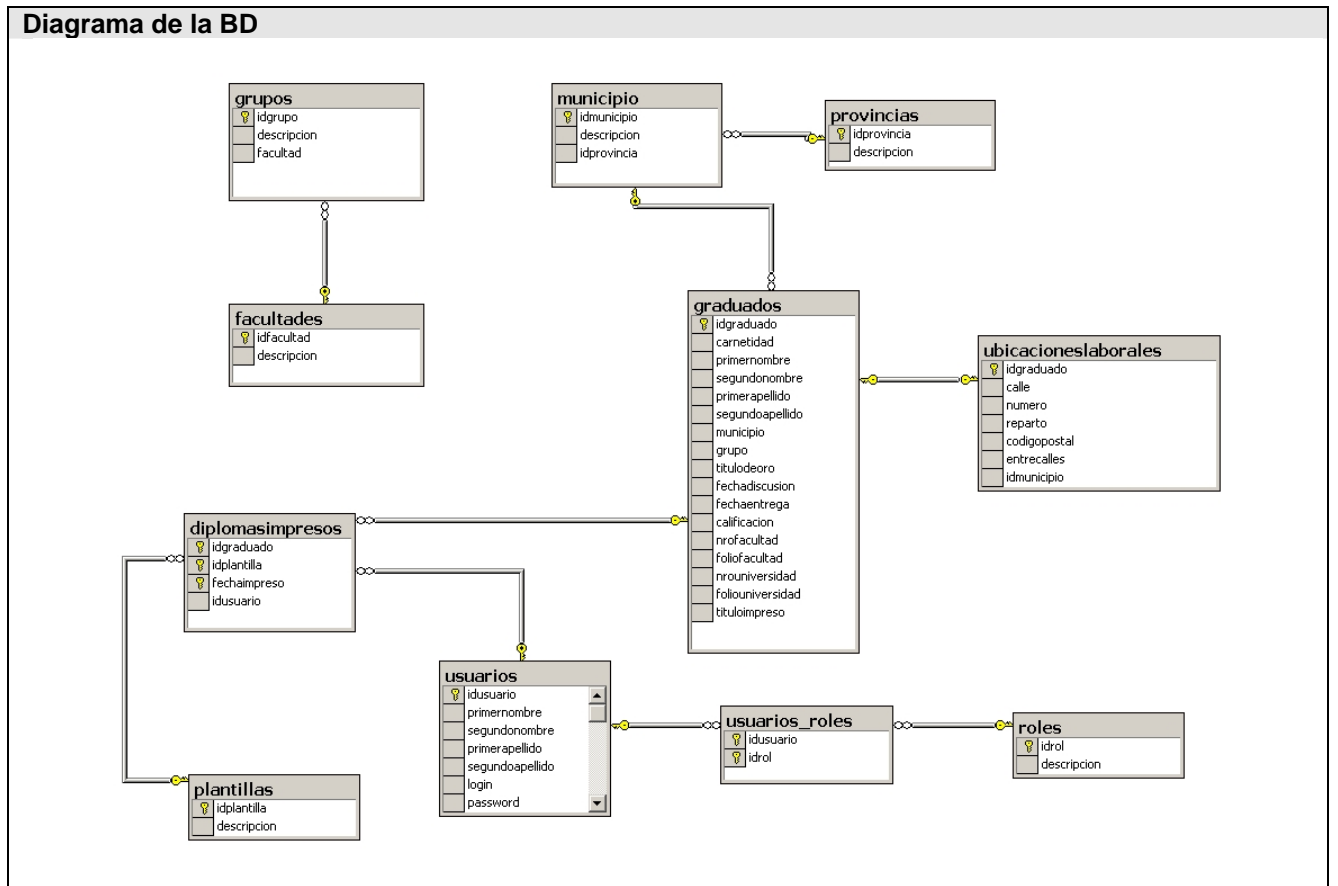 Diagrama de la BD
grupos
idgrupo
descripcion
facultad
municipio
idmunicipio
descripcion
idprovincia
provincias
idprovincia
descripcion
facultades
idfacultad
descripcion
graduados
idgraduado
carnetidad
primernombre
segundonombre
primerapellido
segundoapellido
municipio
grupo
titulodeoro
fechadiscusion
fechaentrega
calificacion
nrofacultad
foliofacultad
nrouniversidad
foliouniversidad
tituloimpreso
ubicacioneslaborales
idgraduado
calle
numero
reparto
codigopostal
entrecalles
idmunicipio
diplomasimpresos
idgraduado
idplantilla
fechaimpreso
idusuario
usuarios
idusuario
primernombre
segundonombre
primerapellido
segundoapellido
login
password
usuarios_roles
idusuario
idrol
roles
idrol
descripcion
plantillas
idplantilla
descripcion